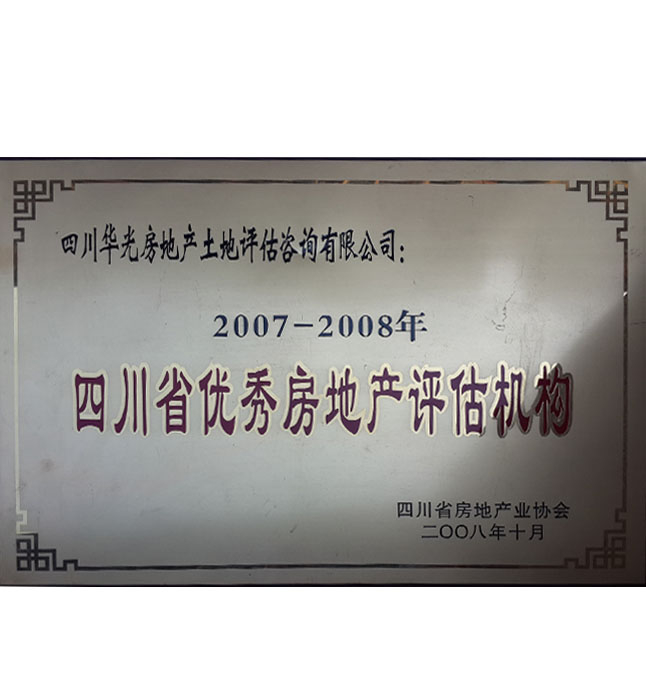 四川华光房地产土地评估咨询有限公司：
2007-2008年
四川省优秀房地产评估机构
四川省房地产业协会
二〇〇八年十月